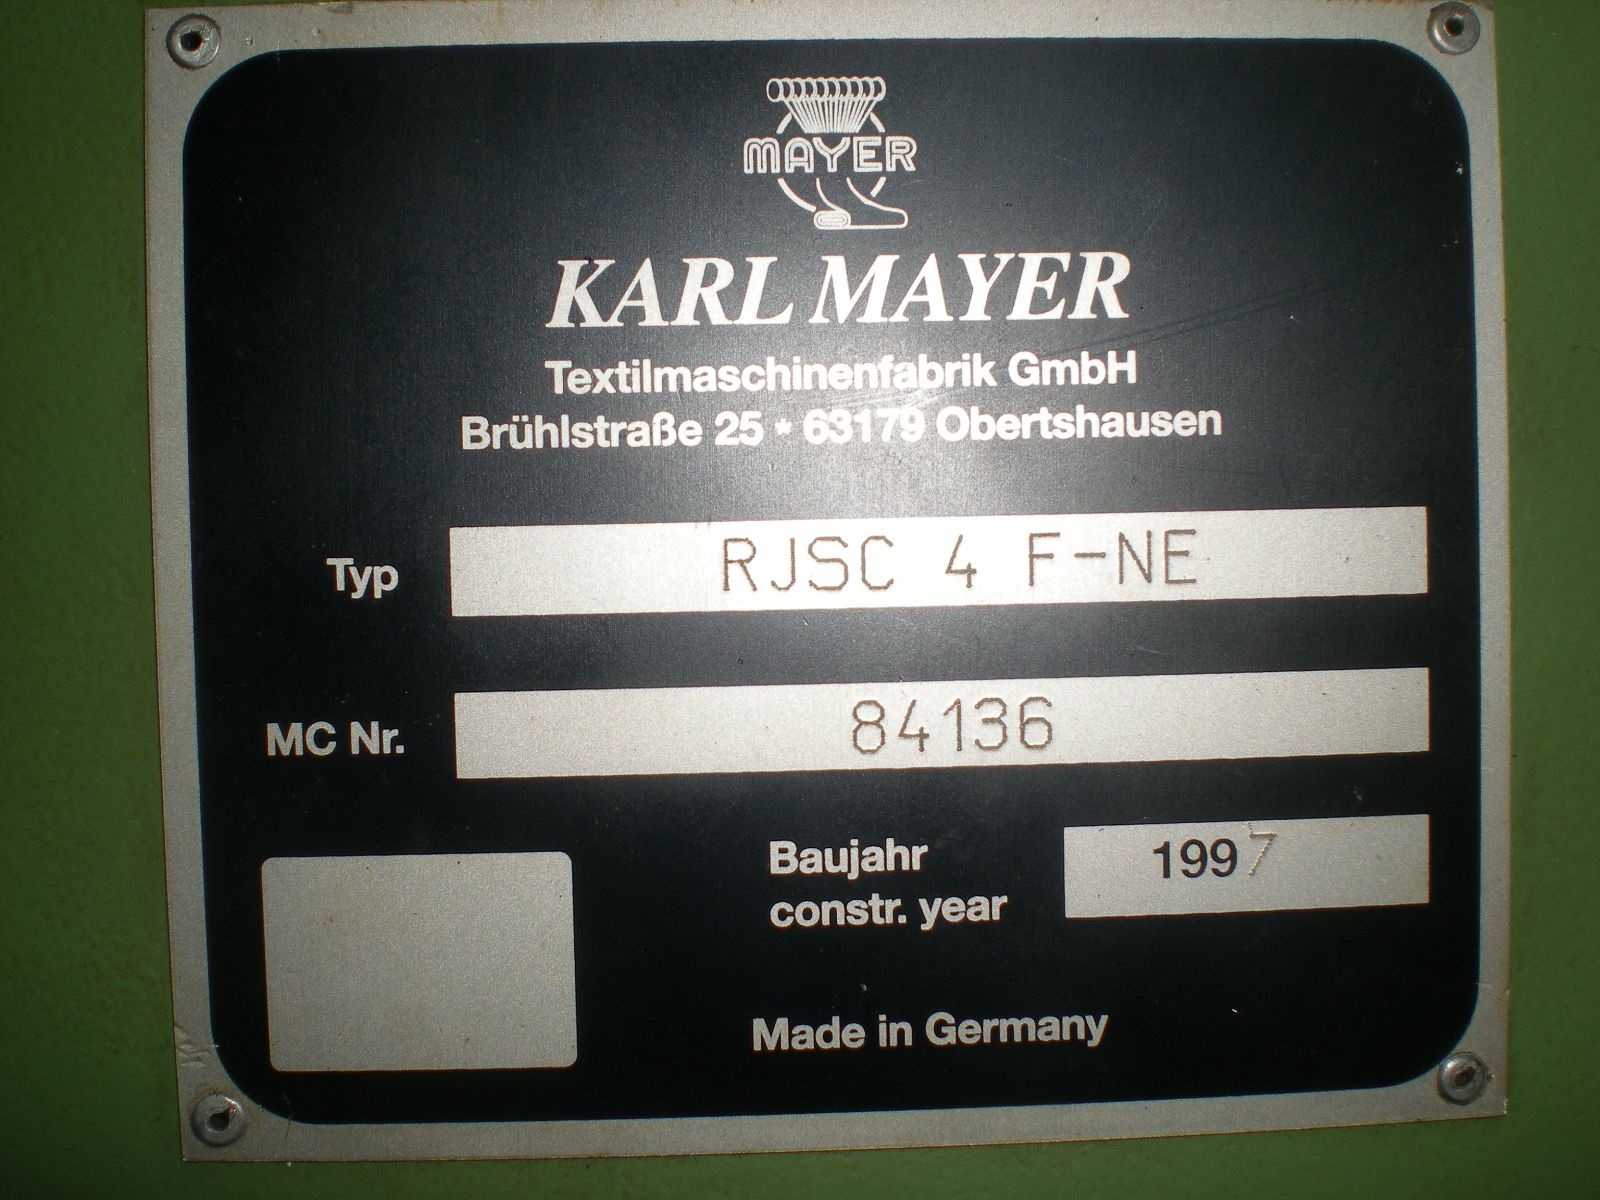 MAYER
KARL MAYER
Textilmaschinenfabrik GmbH
Brühlstraße 25 * 63179 Obertshausen
Typ RJSC 4 F-NE
MC Nr. 84136
Baujahr
constr. year 1997
Made in Germany